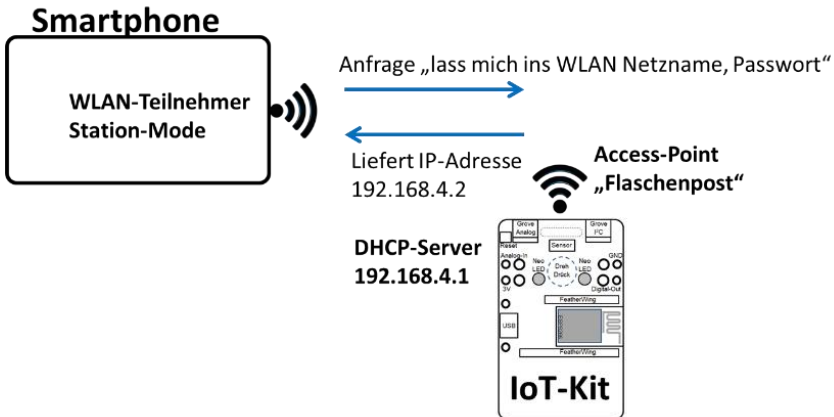 Smartphone
WLAN-Teilnehmer
Station-Mode
Anfrage „lass mich ins WLAN Netzname, Passwort“
Liefert IP-Adresse
192.168.4.2
Access-Point
„Flaschenpost“
DHCP-Server
192.168.4.1
Grove
Analog
Grove
I²C
Reset
Sensor
Analog-In
GND
Neo
LED
Dreh
Drück
Neo
LED
3V
Digital-Out
FeatherWing
USB
FeatherWing
IoT-Kit